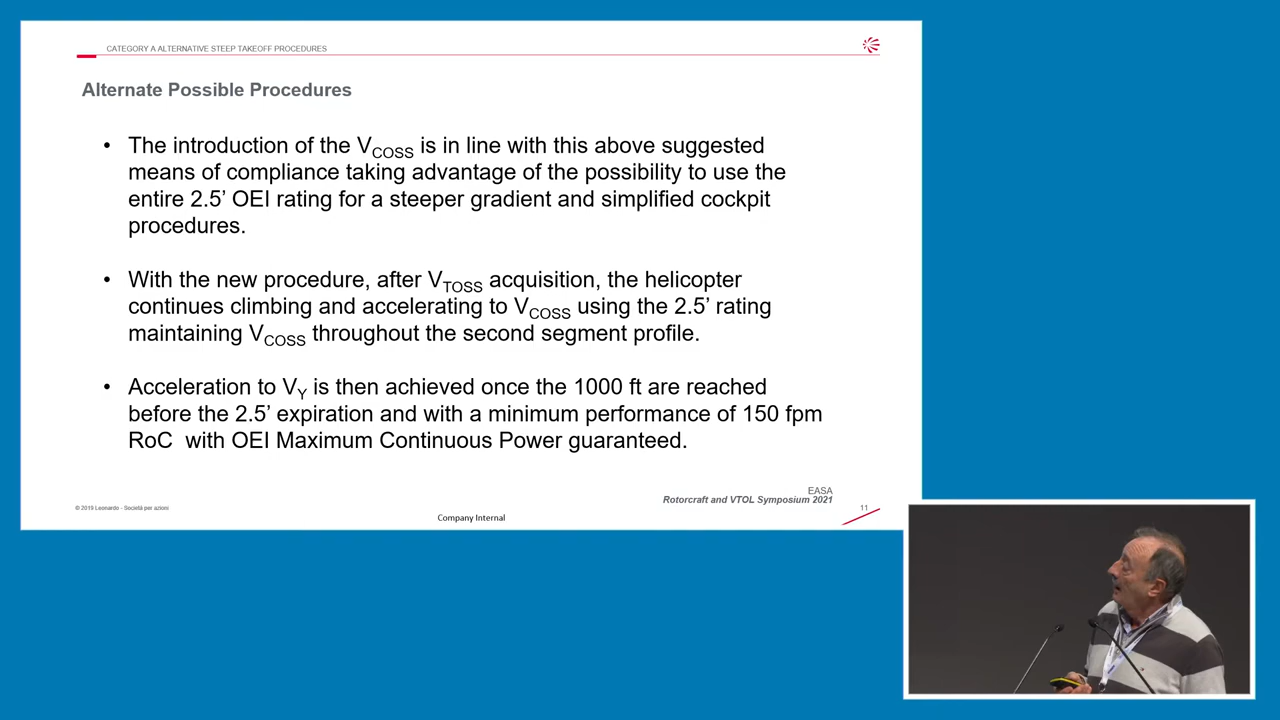 CATEGORY A ALTERNATIVE STEEP TAKEOFF PROCEDURES
Alternate Possible Procedures
• The introduction of the VCOSS is in line with this above suggested
means of compliance taking advantage of the possibility to use the
entire 2.5’ OEI rating for a steeper gradient and simplified cockpit
procedures.
• With the new procedure, after VTOSS acquisition, the helicopter
continues climbing and accelerating to VCOSS using the 2.5’ rating
maintaining VCOSS throughout the second segment profile.
• Acceleration to VY is then achieved once the 1000 ft are reached
before the 2.5’ expiration and with a minimum performance of 150 fpm
RoC with OEI Maximum Continuous Power guaranteed.
EASA
Rotorcraft and VTOL Symposium 2021
© 2019 Leonardo - Società per azioni
11
Company Internal